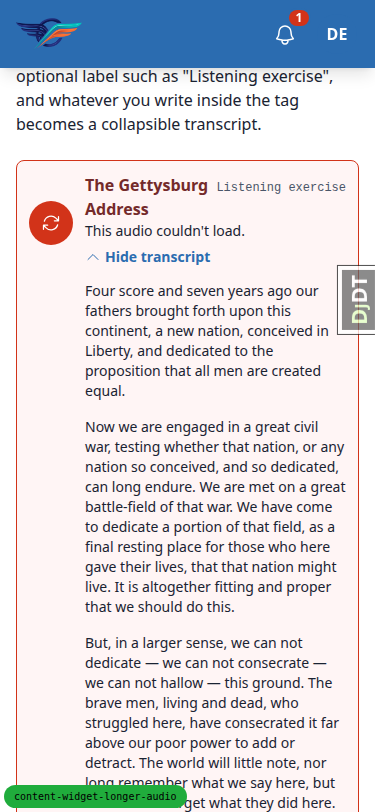 1
DE
optional label such as "Listening exercise",
and whatever you write inside the tag
becomes a collapsible transcript.
The Gettysburg Address
Listening exercise
This audio couldn't load.
Hide transcript
Four score and seven years ago our
fathers brought forth upon this
continent, a new nation, conceived in
Liberty, and dedicated to the
proposition that all men are created
equal.
Now we are engaged in a great civil
war, testing whether that nation, or any
nation so conceived, and so dedicated,
can long endure. We are met on a great
battle-field of that war. We have come
to dedicate a portion of that field, as a
final resting place for those who here
gave their lives, that that nation might
live. It is altogether fitting and proper
that we should do this.
But, in a larger sense, we can not
dedicate — we can not consecrate —
we can not hallow — this ground. The
brave men, living and dead, who
struggled here, have consecrated it far
above our poor power to add or
detract. The world will little note, nor
long remember what we say here, but
get what they did here.
DjDT
content-widget-longer-audio